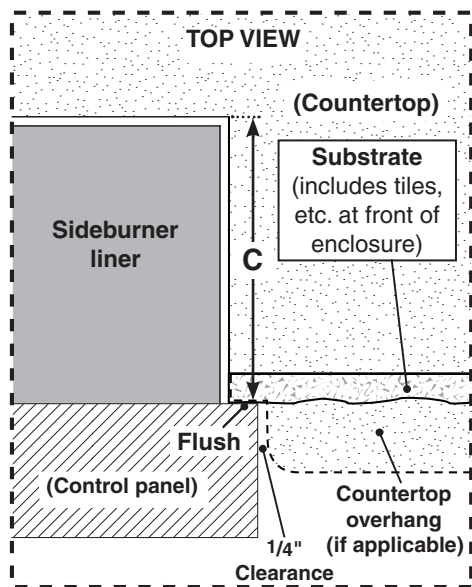 TOP VIEW
(Countertop)
Substrate
(includes tiles,
etc. at front of
enclosure)
Sideburner
liner
C
Flush
(Control panel)
Countertop
overhang
(if applicable)
1/4"
Clearance